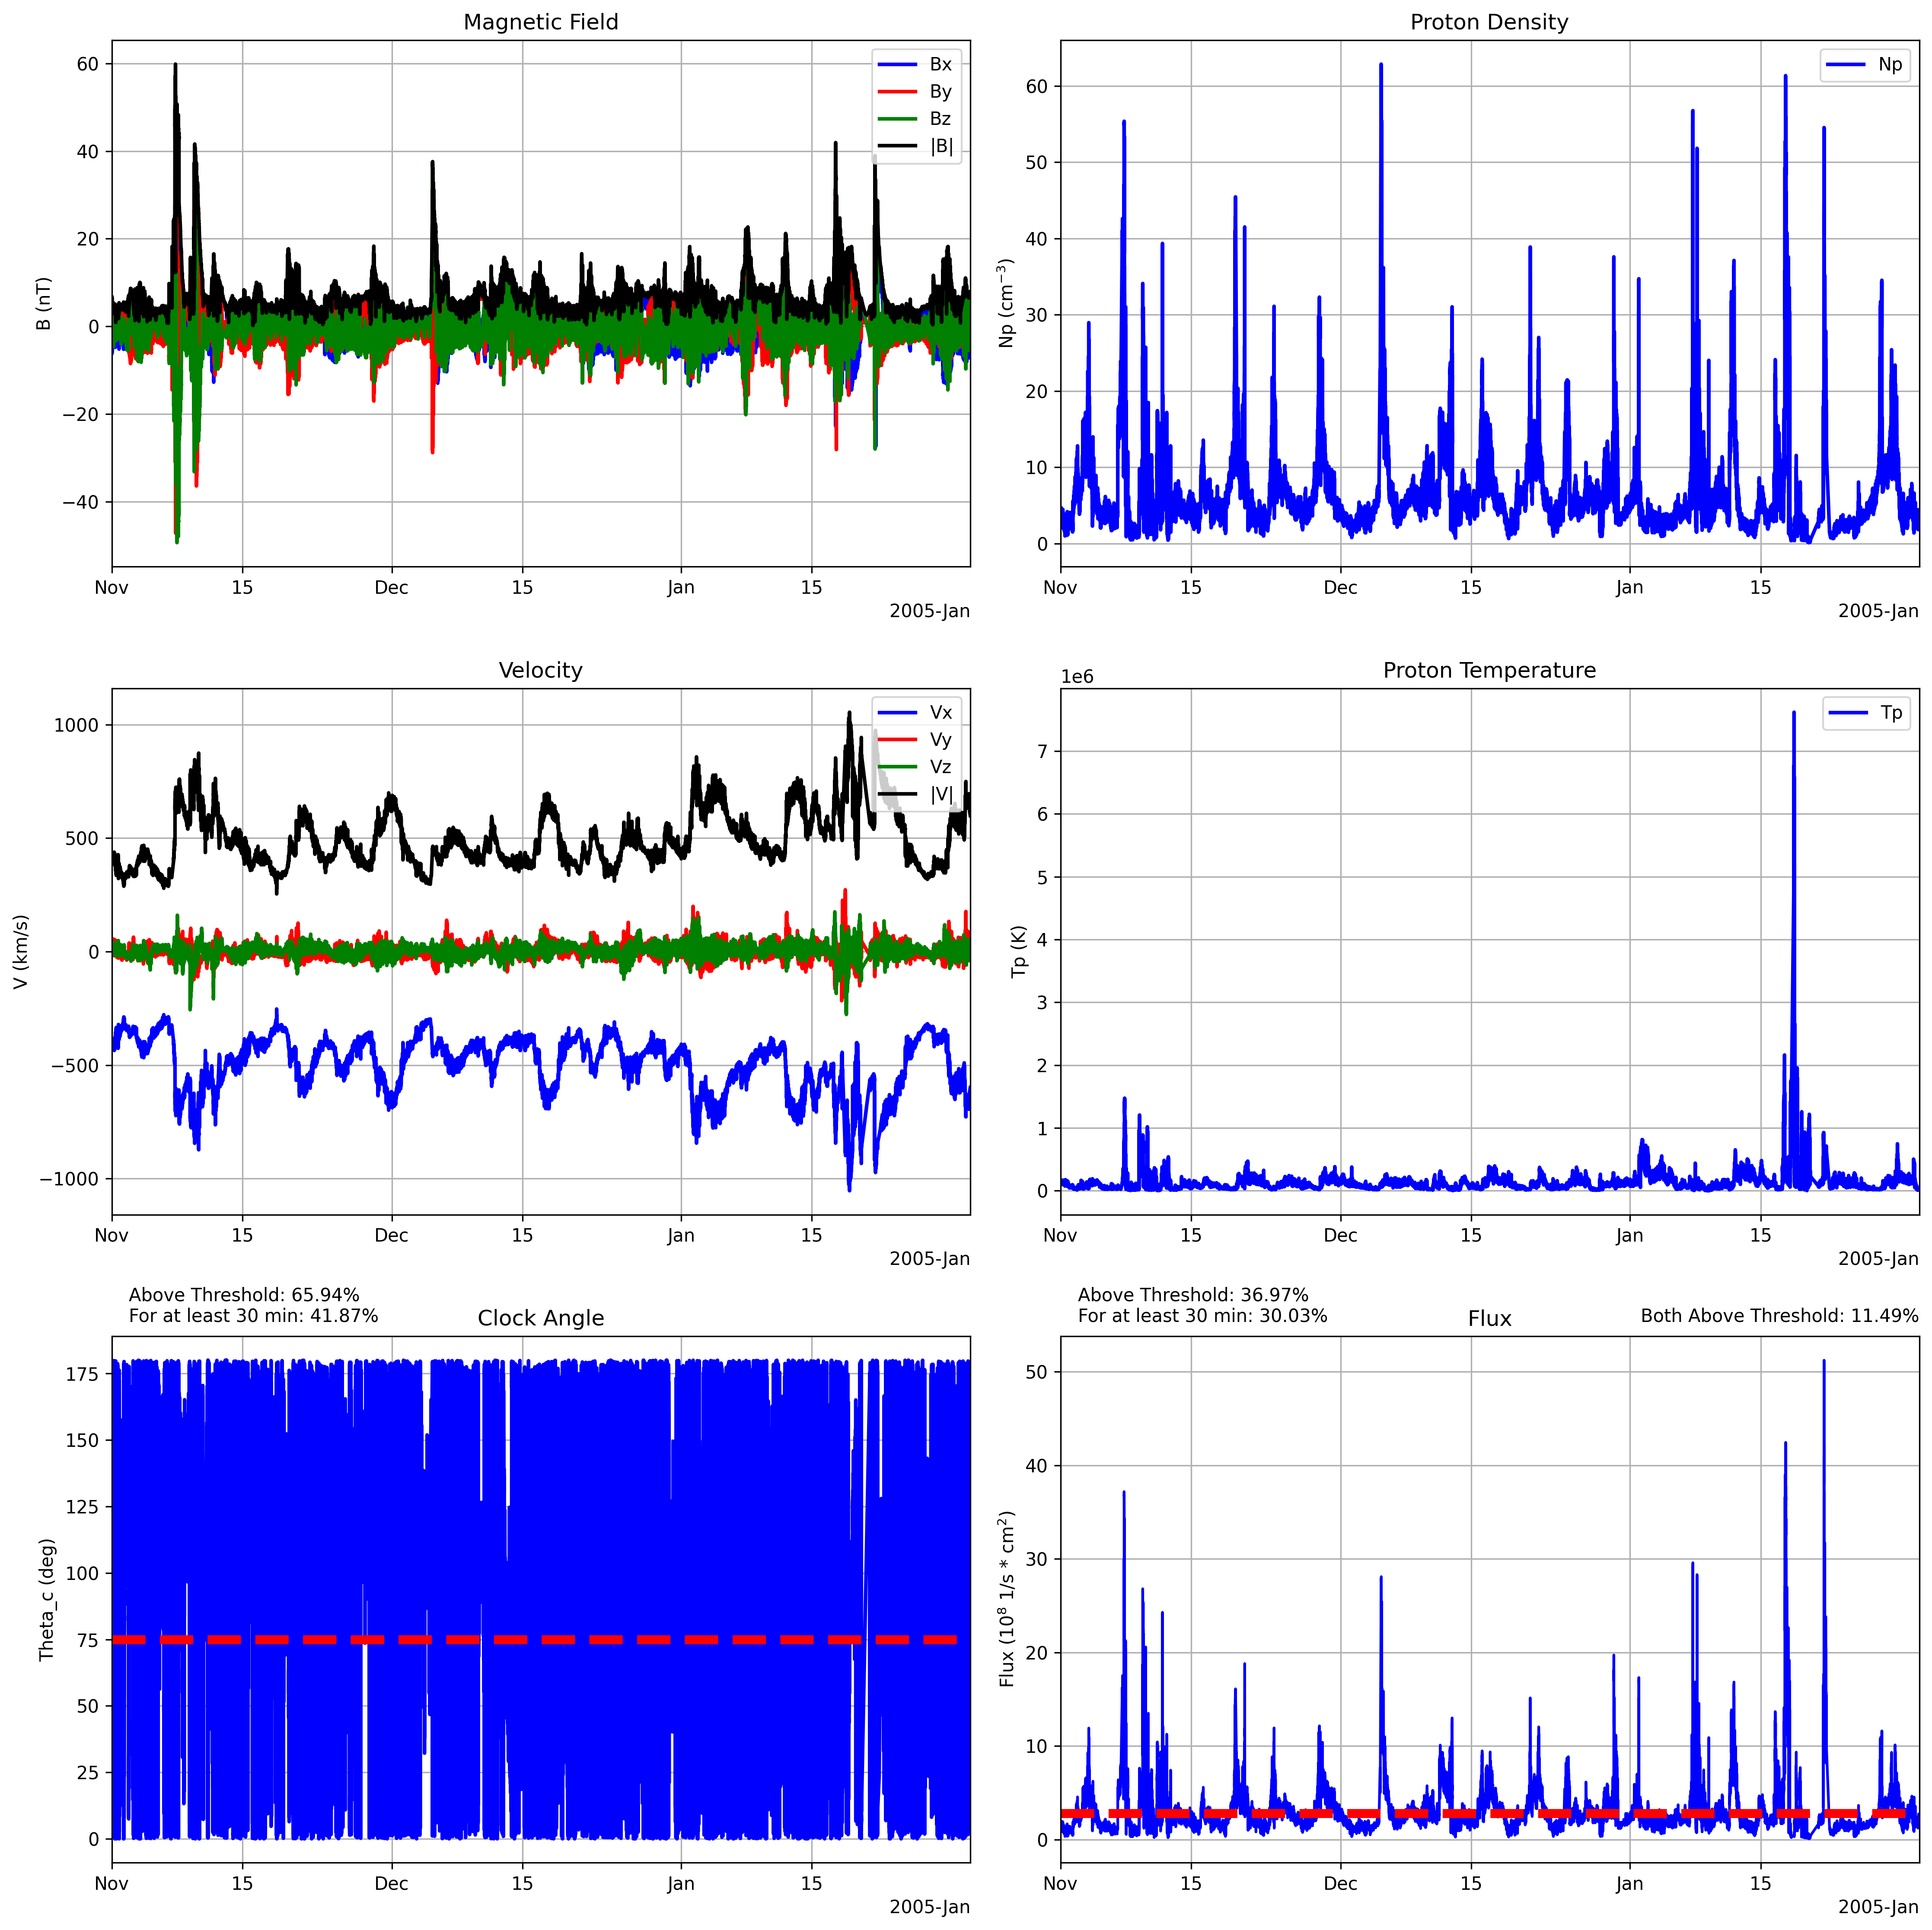 Magnetic Field
60
40
20
0
−20
−40
B (nT)
Bx
By
Bz
|B|
Nov
15
Dec
15
Jan
15
2005-Jan
Proton Density
60
50
40
30
20
10
0
Np (cm⁻³)
Np
Nov
15
Dec
15
Jan
15
2005-Jan
Velocity
1000
500
0
−500
−1000
V (km/s)
Vx
Vy
Vz
|V|
Nov
15
Dec
15
Jan
15
2005-Jan
Proton Temperature
1e6
7
6
5
4
3
2
1
0
Tp (K)
Tp
Nov
15
Dec
15
Jan
15
2005-Jan
Above Threshold: 65.94%
For at least 30 min: 41.87%
Clock Angle
175
150
125
100
75
50
25
0
Theta_c (deg)
Nov
15
Dec
15
Jan
15
2005-Jan
Above Threshold: 36.97%
For at least 30 min: 30.03%
Flux
Both Above Threshold: 11.49%
50
40
30
20
10
0
Flux (10⁸ 1/s * cm²)
Nov
15
Dec
15
Jan
15
2005-Jan